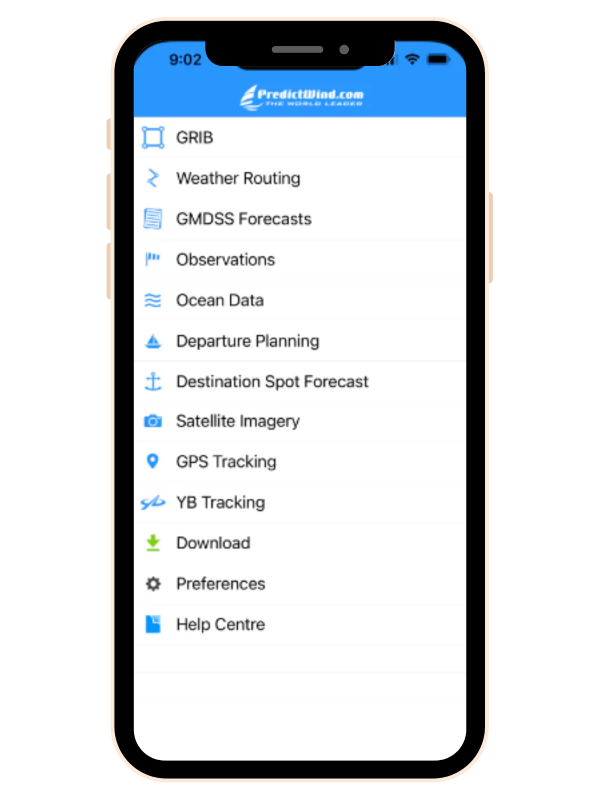 9:02
PredictWind.com
THE WORLD LEADER
GRIB
Weather Routing
GMDSS Forecasts
Observations
Ocean Data
Departure Planning
Destination Spot Forecast
Satellite Imagery
GPS Tracking
YB Tracking
Download
Preferences
Help Centre